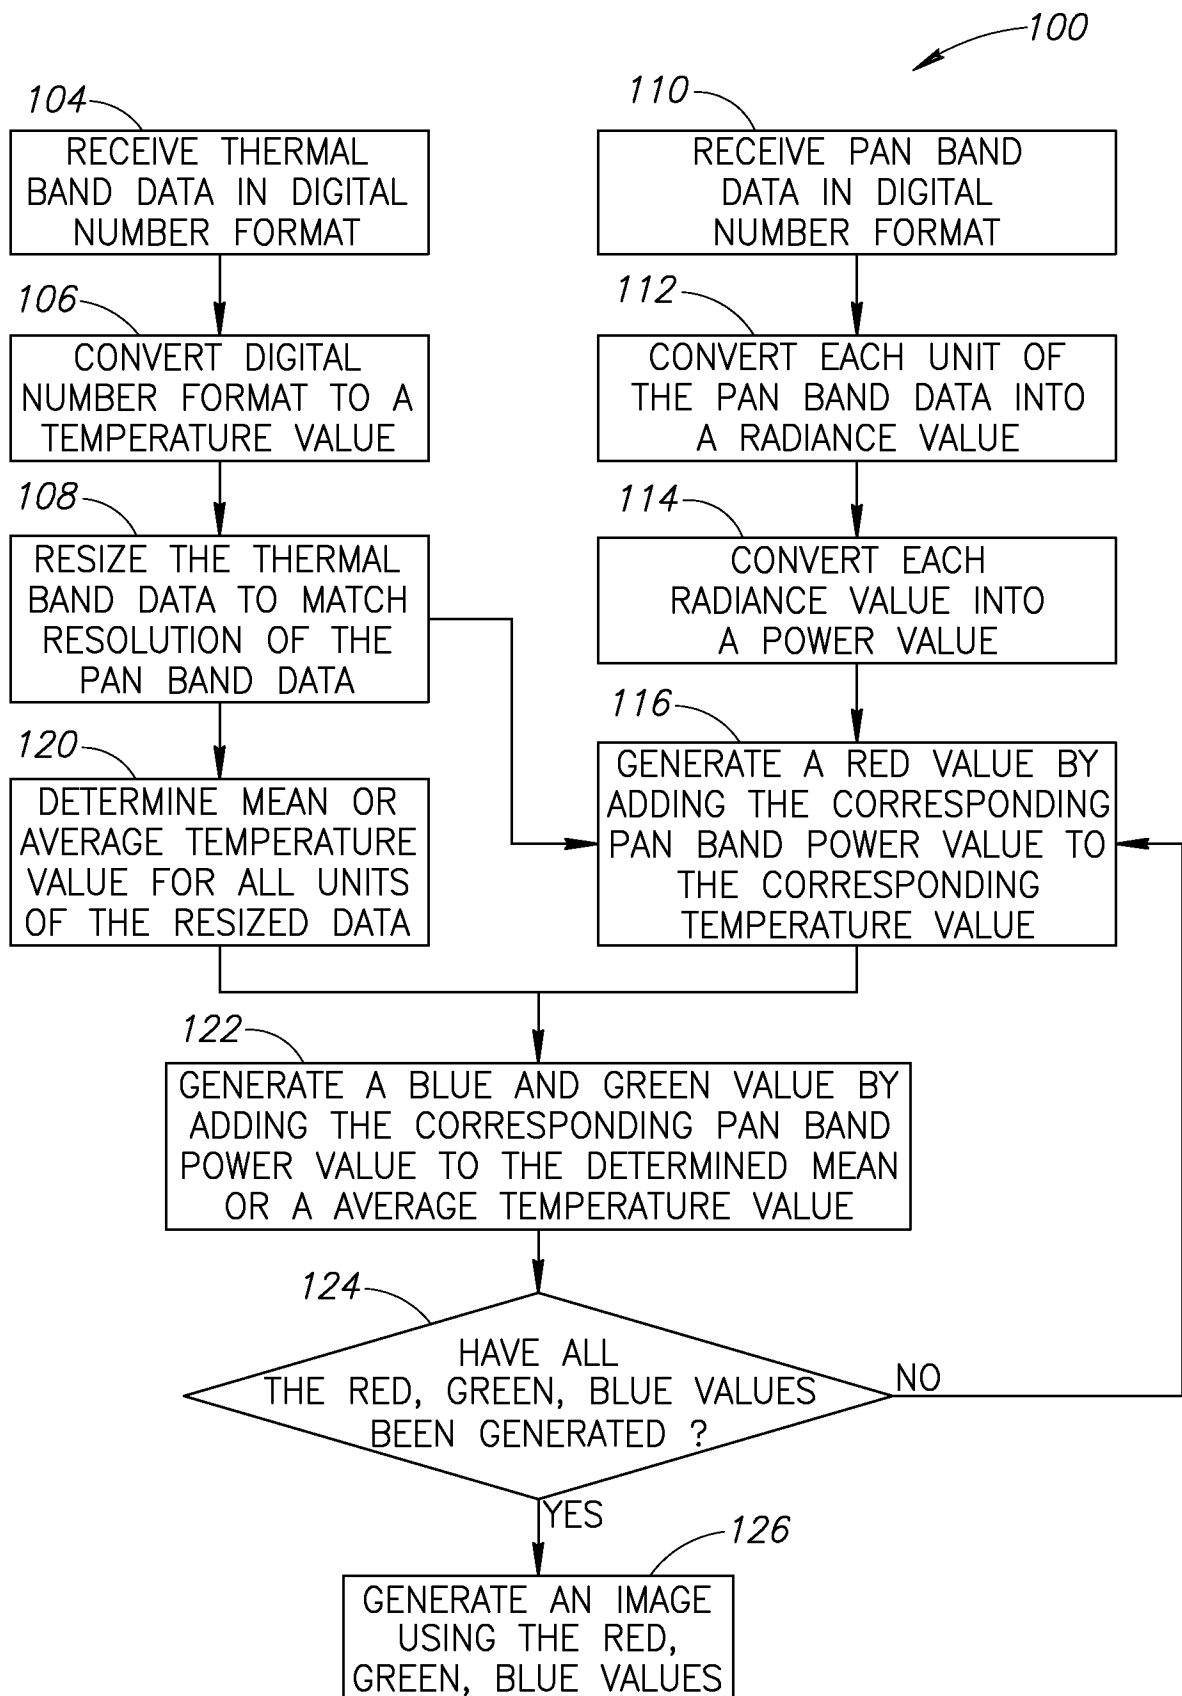 100
104
RECEIVE THERMAL
BAND DATA IN DIGITAL
NUMBER FORMAT
110
RECEIVE PAN BAND
DATA IN DIGITAL
NUMBER FORMAT
106
CONVERT DIGITAL
NUMBER FORMAT TO A
TEMPERATURE VALUE
112
CONVERT EACH UNIT OF
THE PAN BAND DATA INTO
A RADIANCE VALUE
108
RESIZE THE THERMAL
BAND DATA TO MATCH
RESOLUTION OF THE
PAN BAND DATA
114
CONVERT EACH
RADIANCE VALUE INTO
A POWER VALUE
120
DETERMINE MEAN OR
AVERAGE TEMPERATURE
VALUE FOR ALL UNITS
OF THE RESIZED DATA
116
GENERATE A RED VALUE BY
ADDING THE CORRESPONDING
PAN BAND POWER VALUE TO
THE CORRESPONDING
TEMPERATURE VALUE
122
GENERATE A BLUE AND GREEN VALUE BY
ADDING THE CORRESPONDING PAN BAND
POWER VALUE TO THE DETERMINED MEAN
OR A AVERAGE TEMPERATURE VALUE
124
HAVE ALL
THE RED, GREEN, BLUE VALUES
BEEN GENERATED ?
NO
YES
126
GENERATE AN IMAGE
USING THE RED,
GREEN, BLUE VALUES